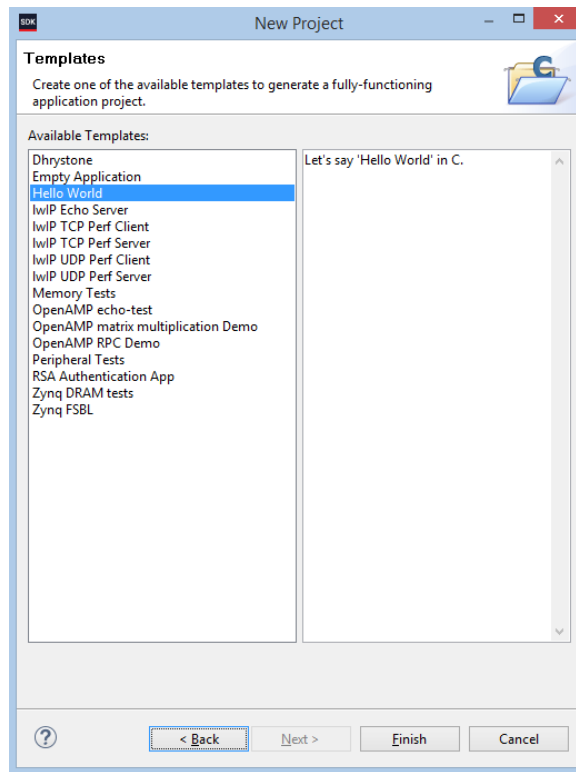 SDK
New Project
Templates
Create one of the available templates to generate a fully-functioning
application project.
C
Available Templates:
Dhrystone
Empty Application
Hello World
lwIP Echo Server
lwIP TCP Perf Client
lwIP TCP Perf Server
lwIP UDP Perf Client
lwIP UDP Perf Server
Memory Tests
OpenAMP echo-test
OpenAMP matrix multiplication Demo
OpenAMP RPC Demo
Peripheral Tests
RSA Authentication App
Zynq DRAM tests
Zynq FSBL
Let's say 'Hello World' in C.
?
< Back
Next >
Finish
Cancel